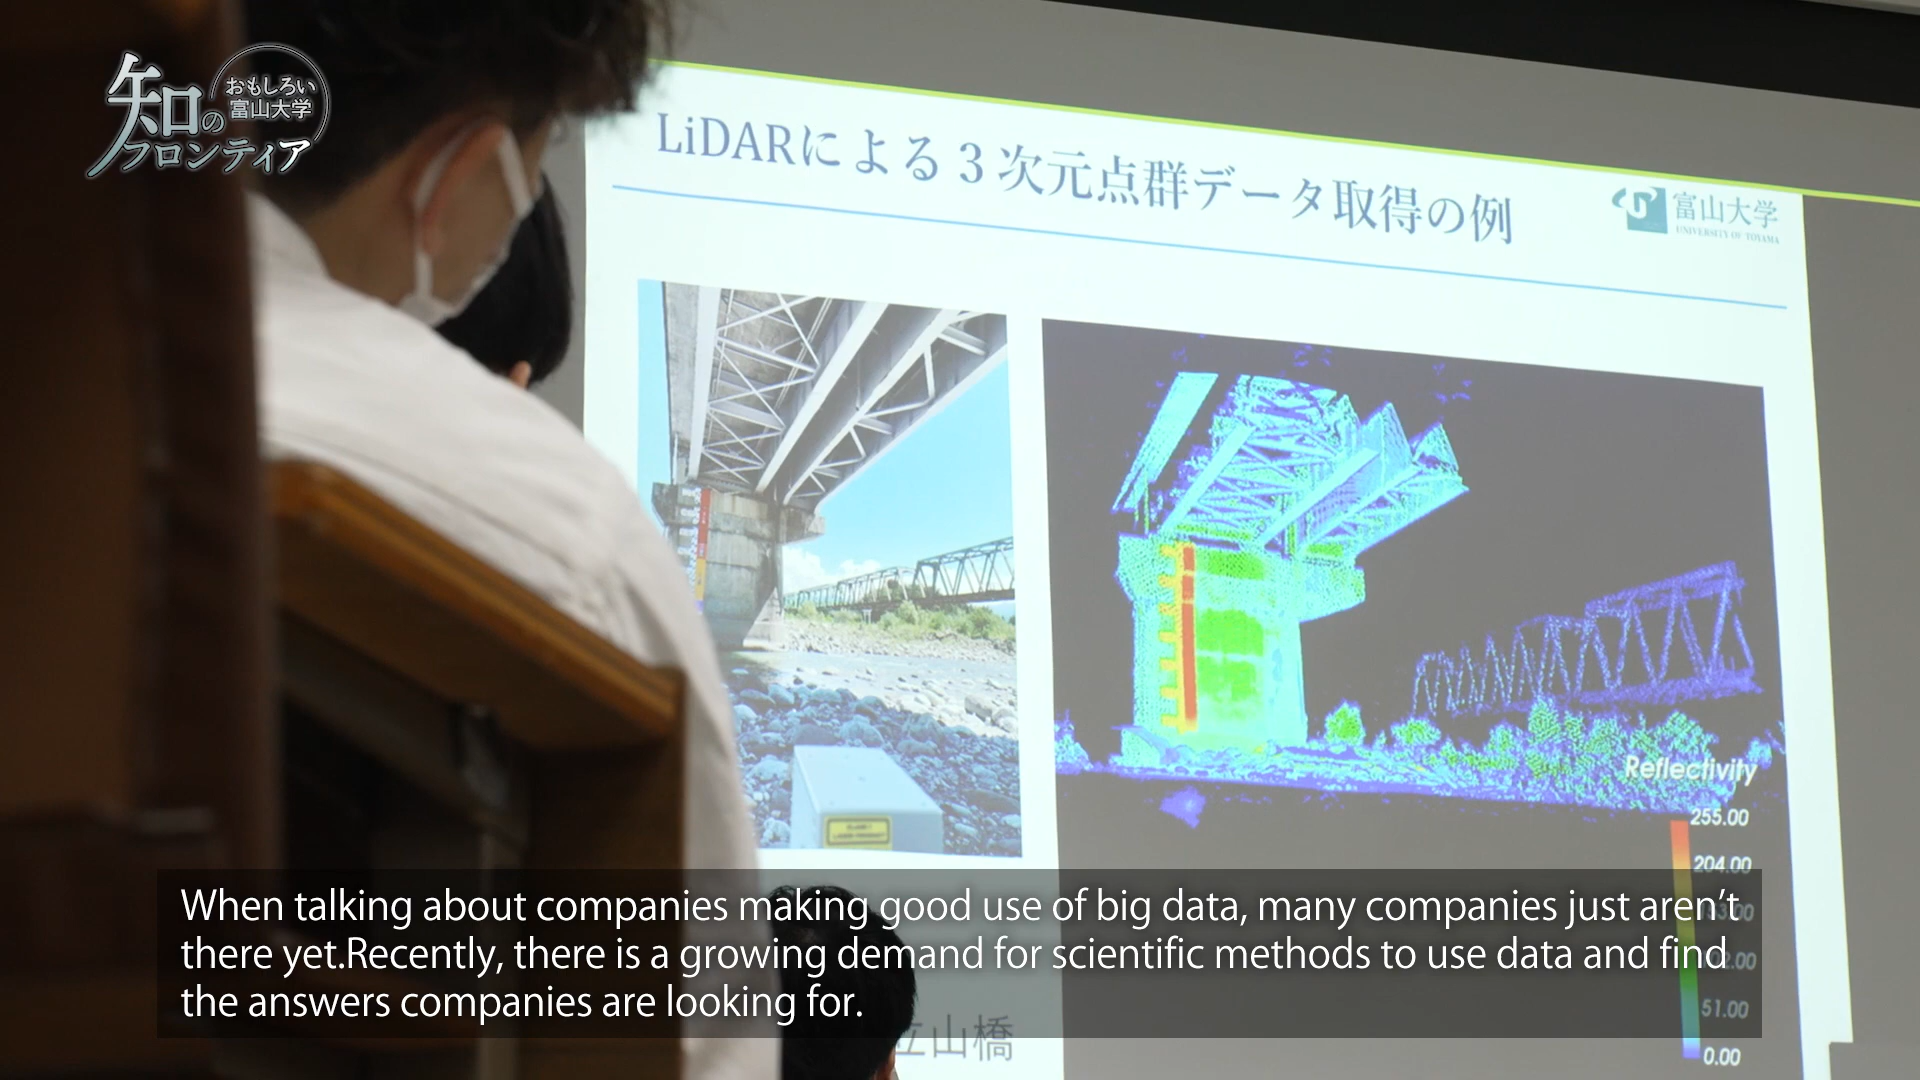 おもしろい
富山大学
知の
フロンティア
LiDARによる3次元点群データ取得の例
富山大学
UNIVERSITY OF TOYAMA
Reflectivity
255.00
204.00
51.00
0.00
When talking about companies making good use of big data, many companies just aren't
there yet.Recently, there is a growing demand for scientific methods to use data and find
the answers companies are looking for.
立山橋